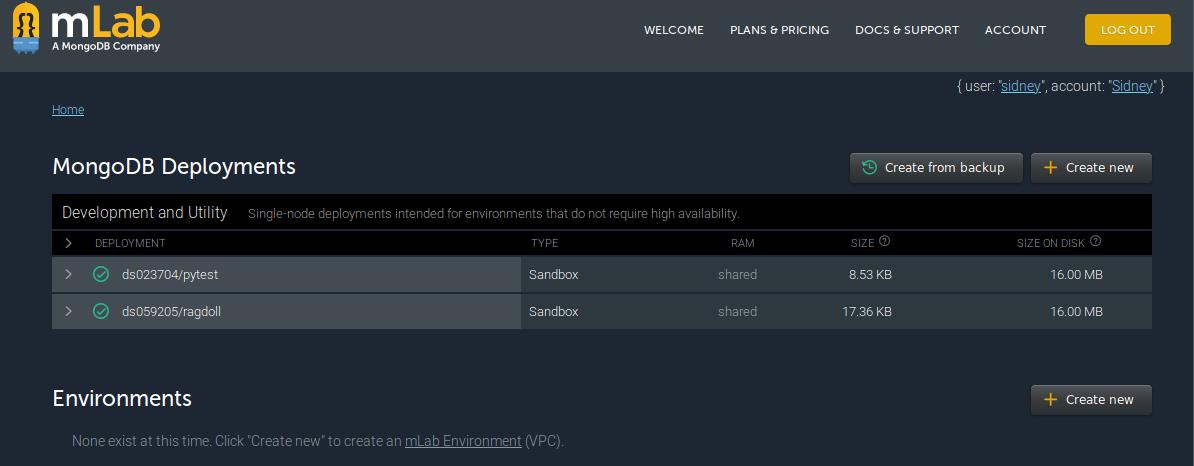 mLab
A MongoDB Company
WELCOME PLANS & PRICING DOCS & SUPPORT ACCOUNT LOG OUT
{ user: "sidney", account: "Sidney" }
Home
MongoDB Deployments Create from backup Create new
Development and Utility Single-node deployments intended for environments that do not require high availability.
DEPLOYMENT TYPE RAM SIZE ? SIZE ON DISK ?
ds023704/pytest Sandbox shared 8.53 KB 16.00 MB
ds059205/ragdoll Sandbox shared 17.36 KB 16.00 MB
Environments Create new
None exist at this time. Click "Create new" to create an mLab Environment (VPC).